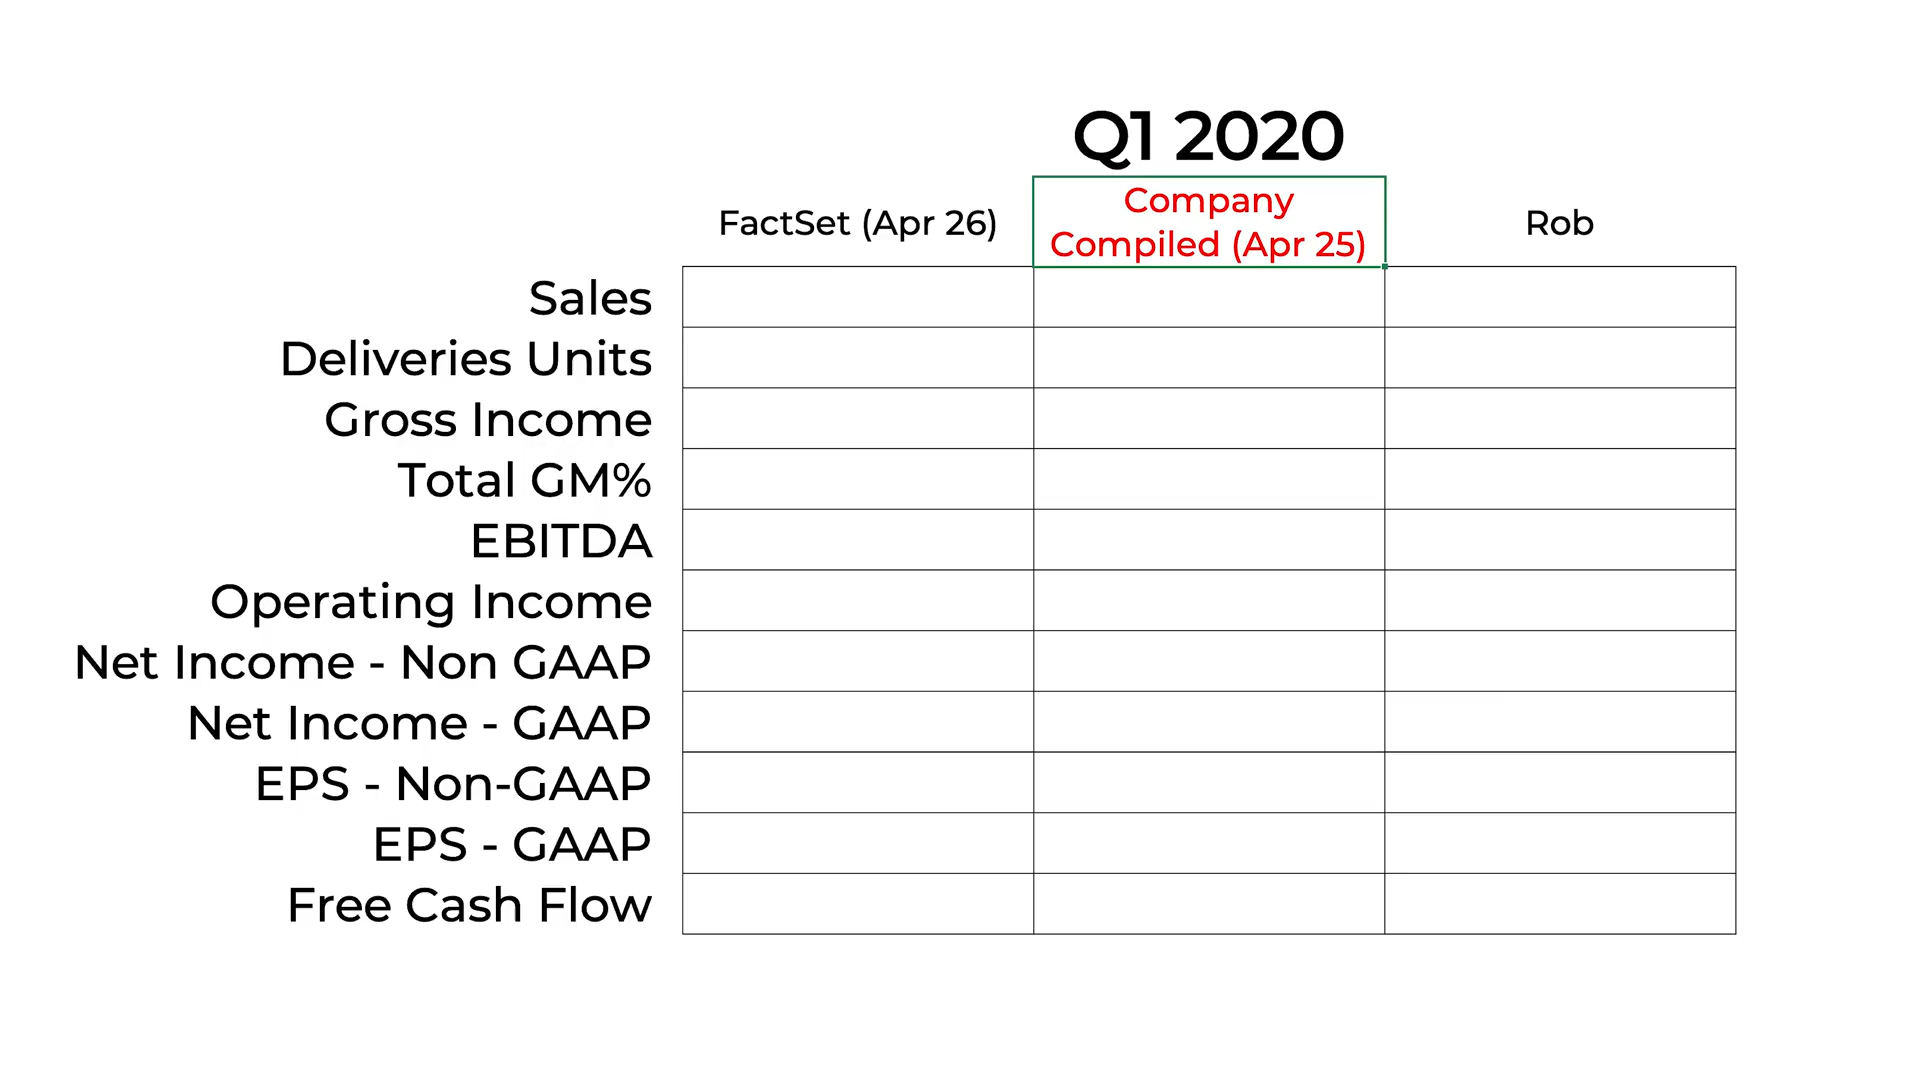 Q1 2020
FactSet (Apr 26)
Company
Compiled (Apr 25)
Rob
Sales
Deliveries Units
Gross Income
Total GM%
EBITDA
Operating Income
Net Income - Non GAAP
Net Income - GAAP
EPS - Non-GAAP
EPS - GAAP
Free Cash Flow